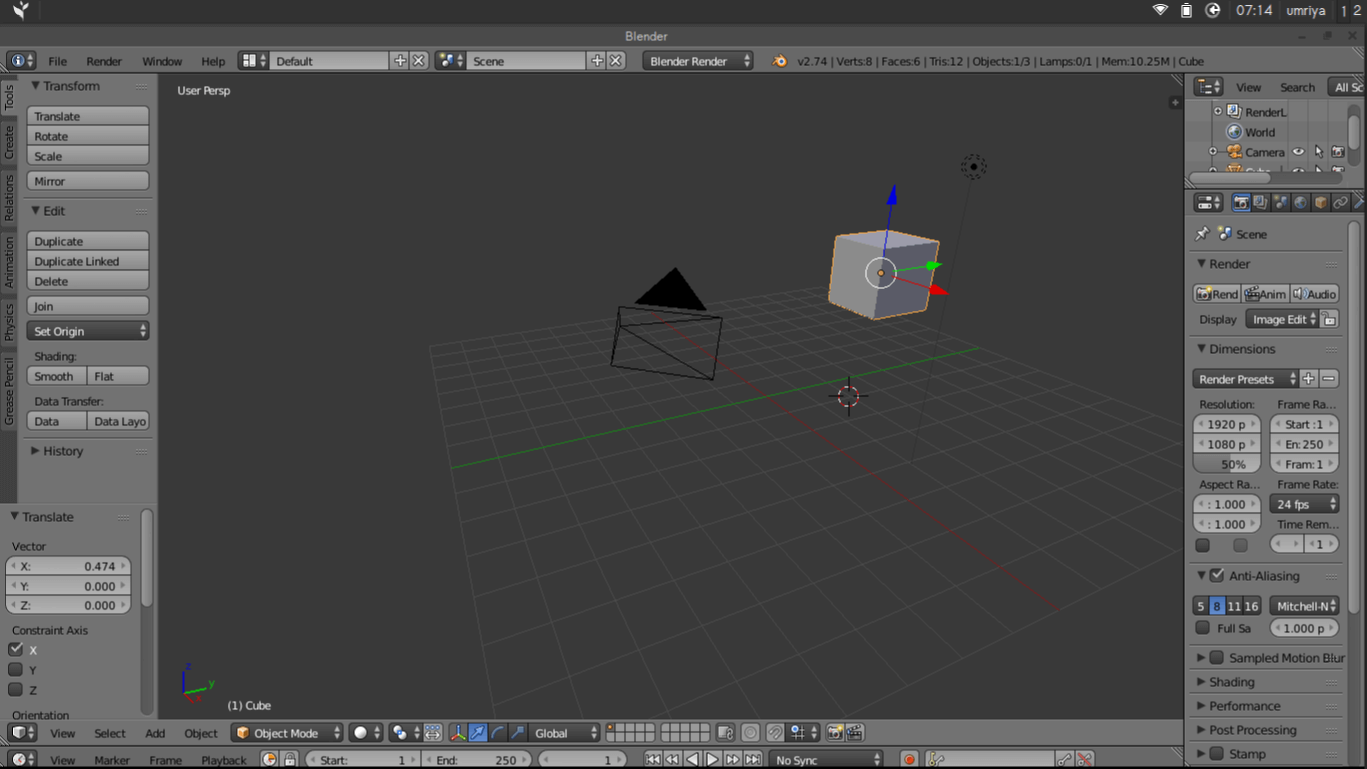 07:14 umriya 1 2
Blender
File Render Window Help Default Scene Blender Render v2.74 | Verts:8 | Faces:6 | Tris:12 | Objects:1/3 | Lamps:0/1 | Mem:10.25M | Cube
Tools
Create
Relations
Animation
Physics
Grease Pencil
Transform
Translate
Rotate
Scale
Mirror
Edit
Duplicate
Duplicate Linked
Delete
Join
Set Origin
Shading:
Smooth Flat
Data Transfer:
Data Data Layo
History
Translate
Vector
X: 0.474
Y: 0.000
Z: 0.000
Constraint Axis
X
Y
Z
Orientation
User Persp
z
y
x
(1) Cube
View Select Add Object Object Mode Global
View Marker Frame Playback Start: 1 End: 250 1 No Sync
View Search All Sc
RenderL
World
Camera
Scene
Render
Rend Anim Audio
Display Image Edit
Dimensions
Render Presets
Resolution: Frame Ra...
1920 p Start :1
1080 p En: 250
50% Fram: 1
Aspect Ra... Frame Rate:
: 1.000 24 fps
: 1.000 Time Rem...
1
Anti-Aliasing
5 8 11 16 Mitchell-N
Full Sa 1.000 p
Sampled Motion Blur
Shading
Performance
Post Processing
Stamp